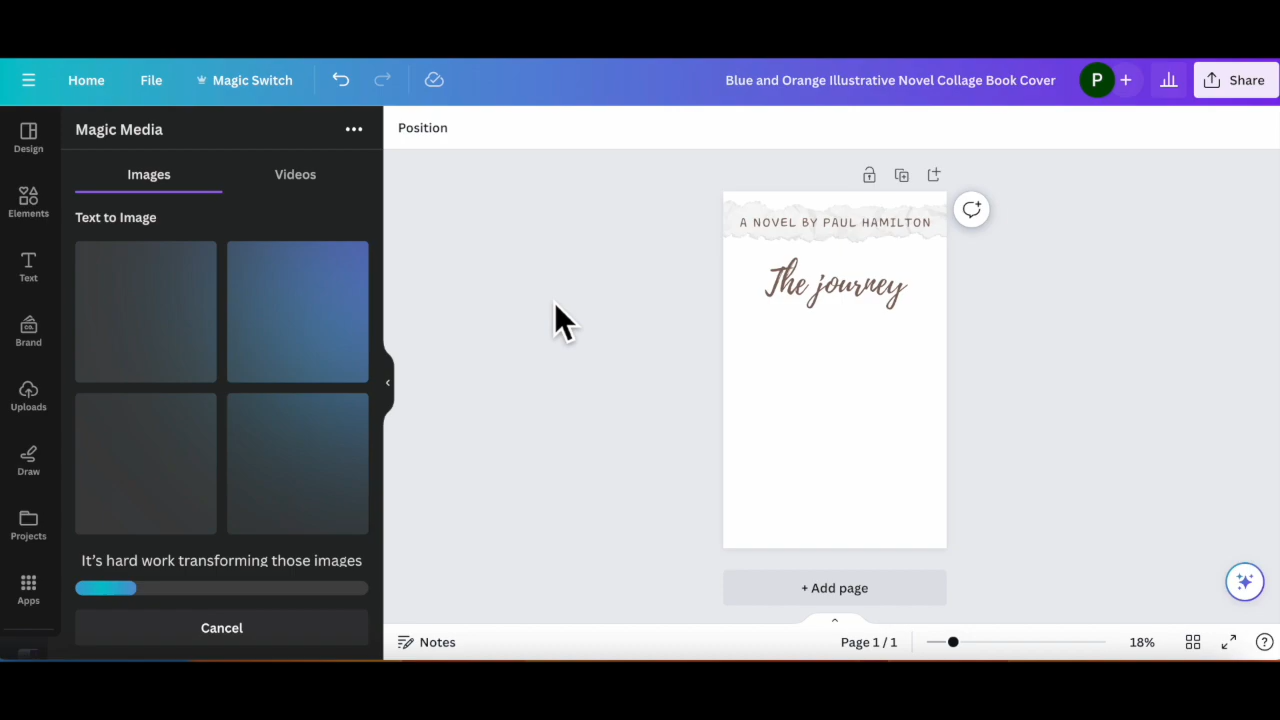 Home
File
Magic Switch
Blue and Orange Illustrative Novel Collage Book Cover
P
+
Share
Design
Elements
Text
Brand
CO.
Uploads
Draw
Projects
Apps
Magic Media
Images
Videos
Text to Image
It's hard work transforming those images
Cancel
Position
A NOVEL BY PAUL HAMILTON
The journey
+ Add page
Notes
Page 1 / 1
18%
?